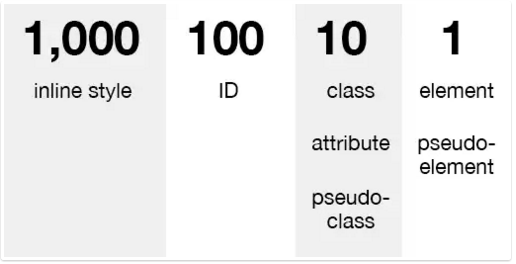 1,000 100 10 1
inline style ID class element
attribute pseudo-
element
pseudo-
class